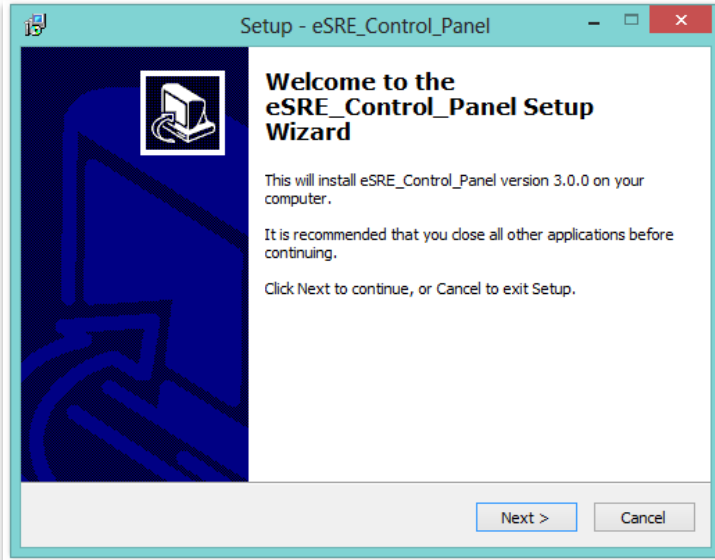 Setup - eSRE_Control_Panel
Welcome to the
eSRE_Control_Panel Setup
Wizard
This will install eSRE_Control_Panel version 3.0.0 on your
computer.
It is recommended that you close all other applications before
continuing.
Click Next to continue, or Cancel to exit Setup.
Next >
Cancel